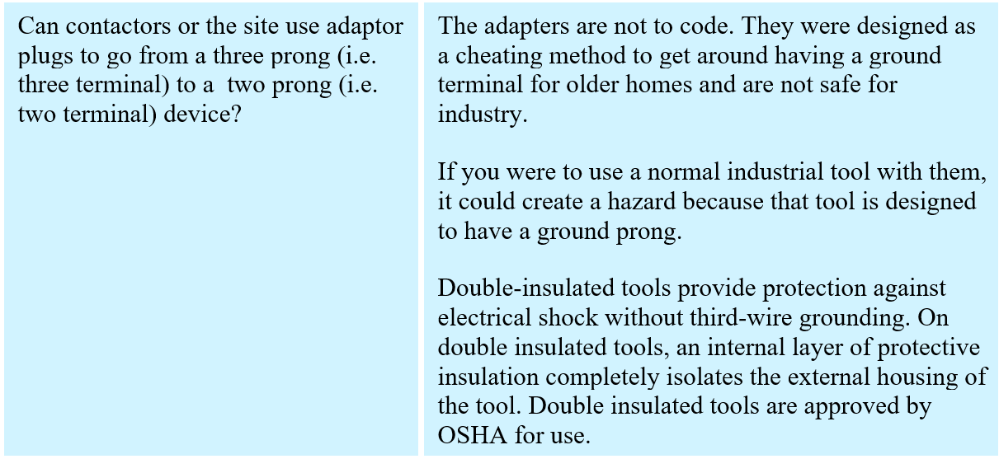 Can contactors or the site use adaptor
plugs to go from a three prong (i.e.
three terminal) to a  two prong (i.e.
two terminal) device?
The adapters are not to code. They were designed as
a cheating method to get around having a ground
terminal for older homes and are not safe for
industry.
If you were to use a normal industrial tool with them,
it could create a hazard because that tool is designed
to have a ground prong.
Double-insulated tools provide protection against
electrical shock without third-wire grounding. On
double insulated tools, an internal layer of protective
insulation completely isolates the external housing of
the tool. Double insulated tools are approved by
OSHA for use.